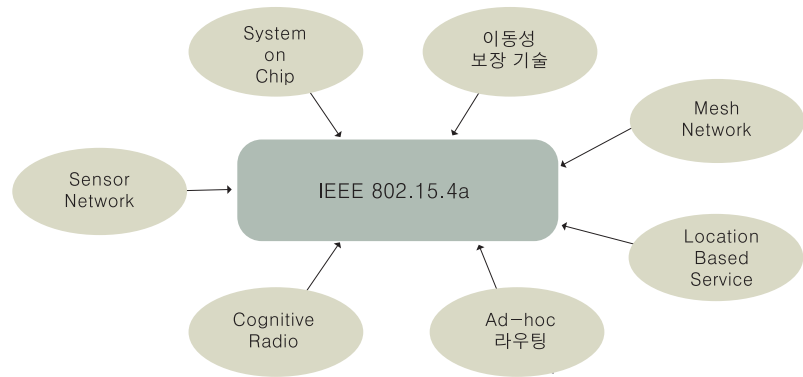 System
on
Chip
이동성
보장 기술
Mesh
Network
Sensor
Network
IEEE 802.15.4a
Location
Based
Service
Cognitive
Radio
Ad-hoc
라우팅